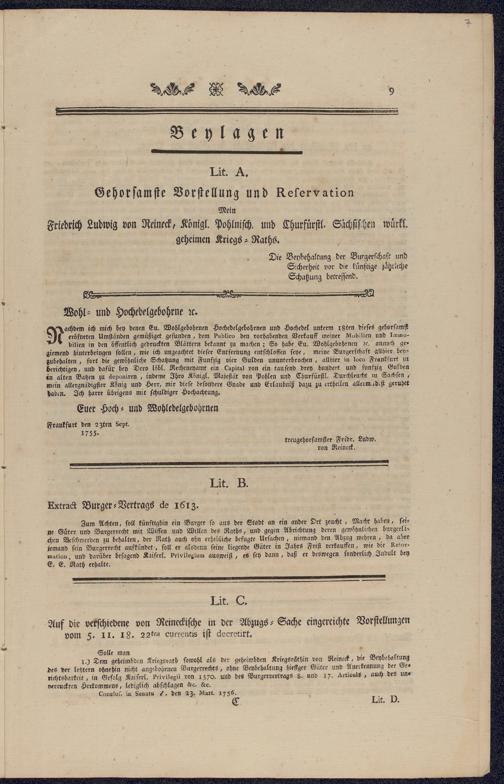 7
9
Beylagen
Lit. A.
Gehorsamste Vorstellung und Reservation
Mein
Friedrich Ludwig von Reineck, Königl. Pohlnisch. und Churfürstl. Sächsischen würkl.
geheimen Kriegs-Raths.
Die Beybehaltung der Burgerschaft und
Sicherheit vor die künftige jährliche
Schatzung betreffend.
Wohl- und Hochedelgebohrne ꝛc.
Nachdem ich mich bey denen Eu. Wohlgebohrnen Hochedelgebohrnen und Hochedel unterm 18ten dieses gehorsamst
eröfneten Umständen gemüßiget gesunden, dem Publico den vorhabenden Verkauff meiner Mobilien und Immo-
bilien in den öffentlich gedruckten Blättern bekannt zu machen; So habe Eu. Wohlgebohrnen ꝛc. annoch ge-
ziemend hinterbringen sollen, wie ich ungeachtet dieser Entfernung entschlossen seye, meine Burgerschaft allhier bey-
zubehalten, fort die gewöhnliche Schatzung mit Funfzig vier Gulden ununterbrochen, allhier in loco Franckfurt zu
berichtigen, und dafür bey Dero löbl. Recheneyamt ein Capital von ein tausend drey hundert und funfzig Gulden
in alten Batzen zu deponiren; indeme Ihro Königl. Majestät von Pohlen und Churfürstl. Durchleucht zu Sachsen,
mein allergnädigster König und Herr, mir diese besondere Gnade und Erlaubniß dazu zu ertheilen allermildest geruhet
haben. Ich harre übrigens mit schuldiger Hochachtung.
Euer Hoch- und Wohledelgebohrnen
Frankfurt den 23ten Sept.
1755.
treugehorsamster Fridr. Ludw.
von Reineck.
Lit. B.
Extract Burger-Vertrags de 1613.
Zum Achten, soll künftighin ein Burger so aus der Stadt an ein ander Ort zeucht, Macht haben, sei-
ne Güter und Burgerrecht mit Wissen und Willen des Raths, und gegen Abrichtung deren gewöhnlichen burgerli-
chen Beschwerden zu behalten, der Rath auch ohn erhebliche befugte Ursachen, niemand den Abzug wehren, da aber
jemand sein Burgerrecht aufkündet, soll er alsdenn seine liegende Güter in Jahrs Frist verkauffen, wie die Refor-
mation, und darüber besagend Kaiserl. Privilegium ausweißt, es sey dann, daß er deswegen sonderlich Indult bey
E. E. Rath erhalte.
Lit. C.
Auf die verschiedene von Reineckische in der Abzugs-Sache eingereichte Vorstellungen
vom 5. 11. 18. 22ten currentis ist decretirt.
Solle man
1.) Dem geheimbden Kriegsrath sowohl als der geheimbden Kriegsräthin von Reineck, die Beybehaltung
des der letztern ohnehin nicht angebohrnen Burgerrechts, ohne Beybehaltung hiesiger Güter und Anerkennung der Ge-
richtsbarkeit, in Gefolg Kaiserl. Privilegii von 1570. und des Burgervertrags 8. und 17. Articuls, auch des un-
verruckten Herkommens, lediglich abschlagen &c. &c.
Conclus. in Senatu d. den 23. Mart. 1756.
C
Lit. D.